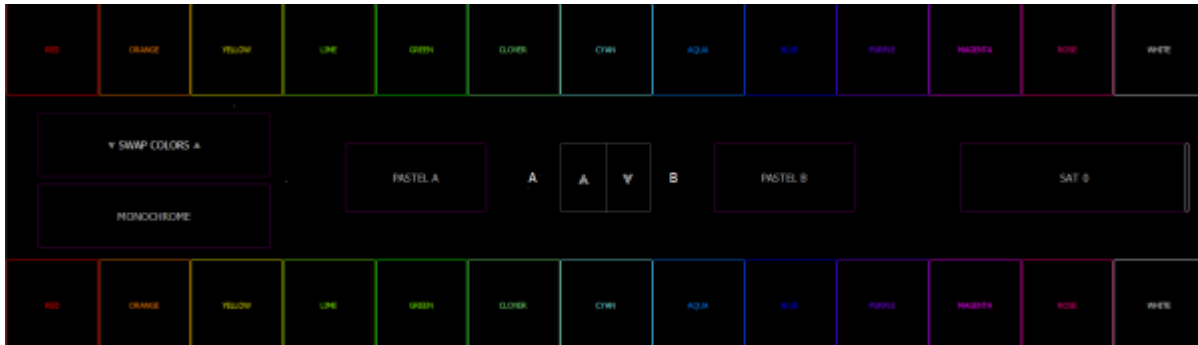 RED ORANGE YELLOW LIME GREEN CLOVER CYAN AQUA BLUE PURPLE MAGENTA ROSE WHITE
▼ SWAP COLORS ▲
PASTEL A A ▲ ▼ B PASTEL B SAT 0
MONOCHROME
RED ORANGE YELLOW LIME GREEN CLOVER CYAN AQUA BLUE PURPLE MAGENTA ROSE WHITE